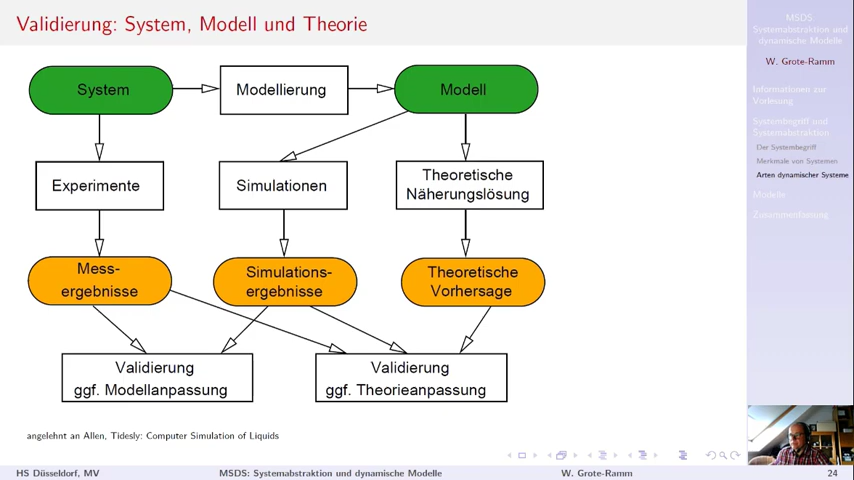 Validierung: System, Modell und Theorie
System
Modellierung
Modell
Experimente
Simulationen
Theoretische
Näherungslösung
Mess-
ergebnisse
Simulations-
ergebnisse
Theoretische
Vorhersage
Validierung
ggf. Modellanpassung
Validierung
ggf. Theorieanpassung
angelehnt an Allen, Tidesly: Computer Simulation of Liquids
MSDS
Systemabstraktion und
dynamische Modelle
W. Grote-Ramm
Informationen zur
Vorlesung
Systembegriff und
Systemabstraktion
Der Systembegriff
Merkmale von Systemen
Arten dynamischer Systeme
Modelle
Zusammenfassung
HS Düsseldorf, MV
MSDS: Systemabstraktion und dynamische Modelle
W. Grote-Ramm
24